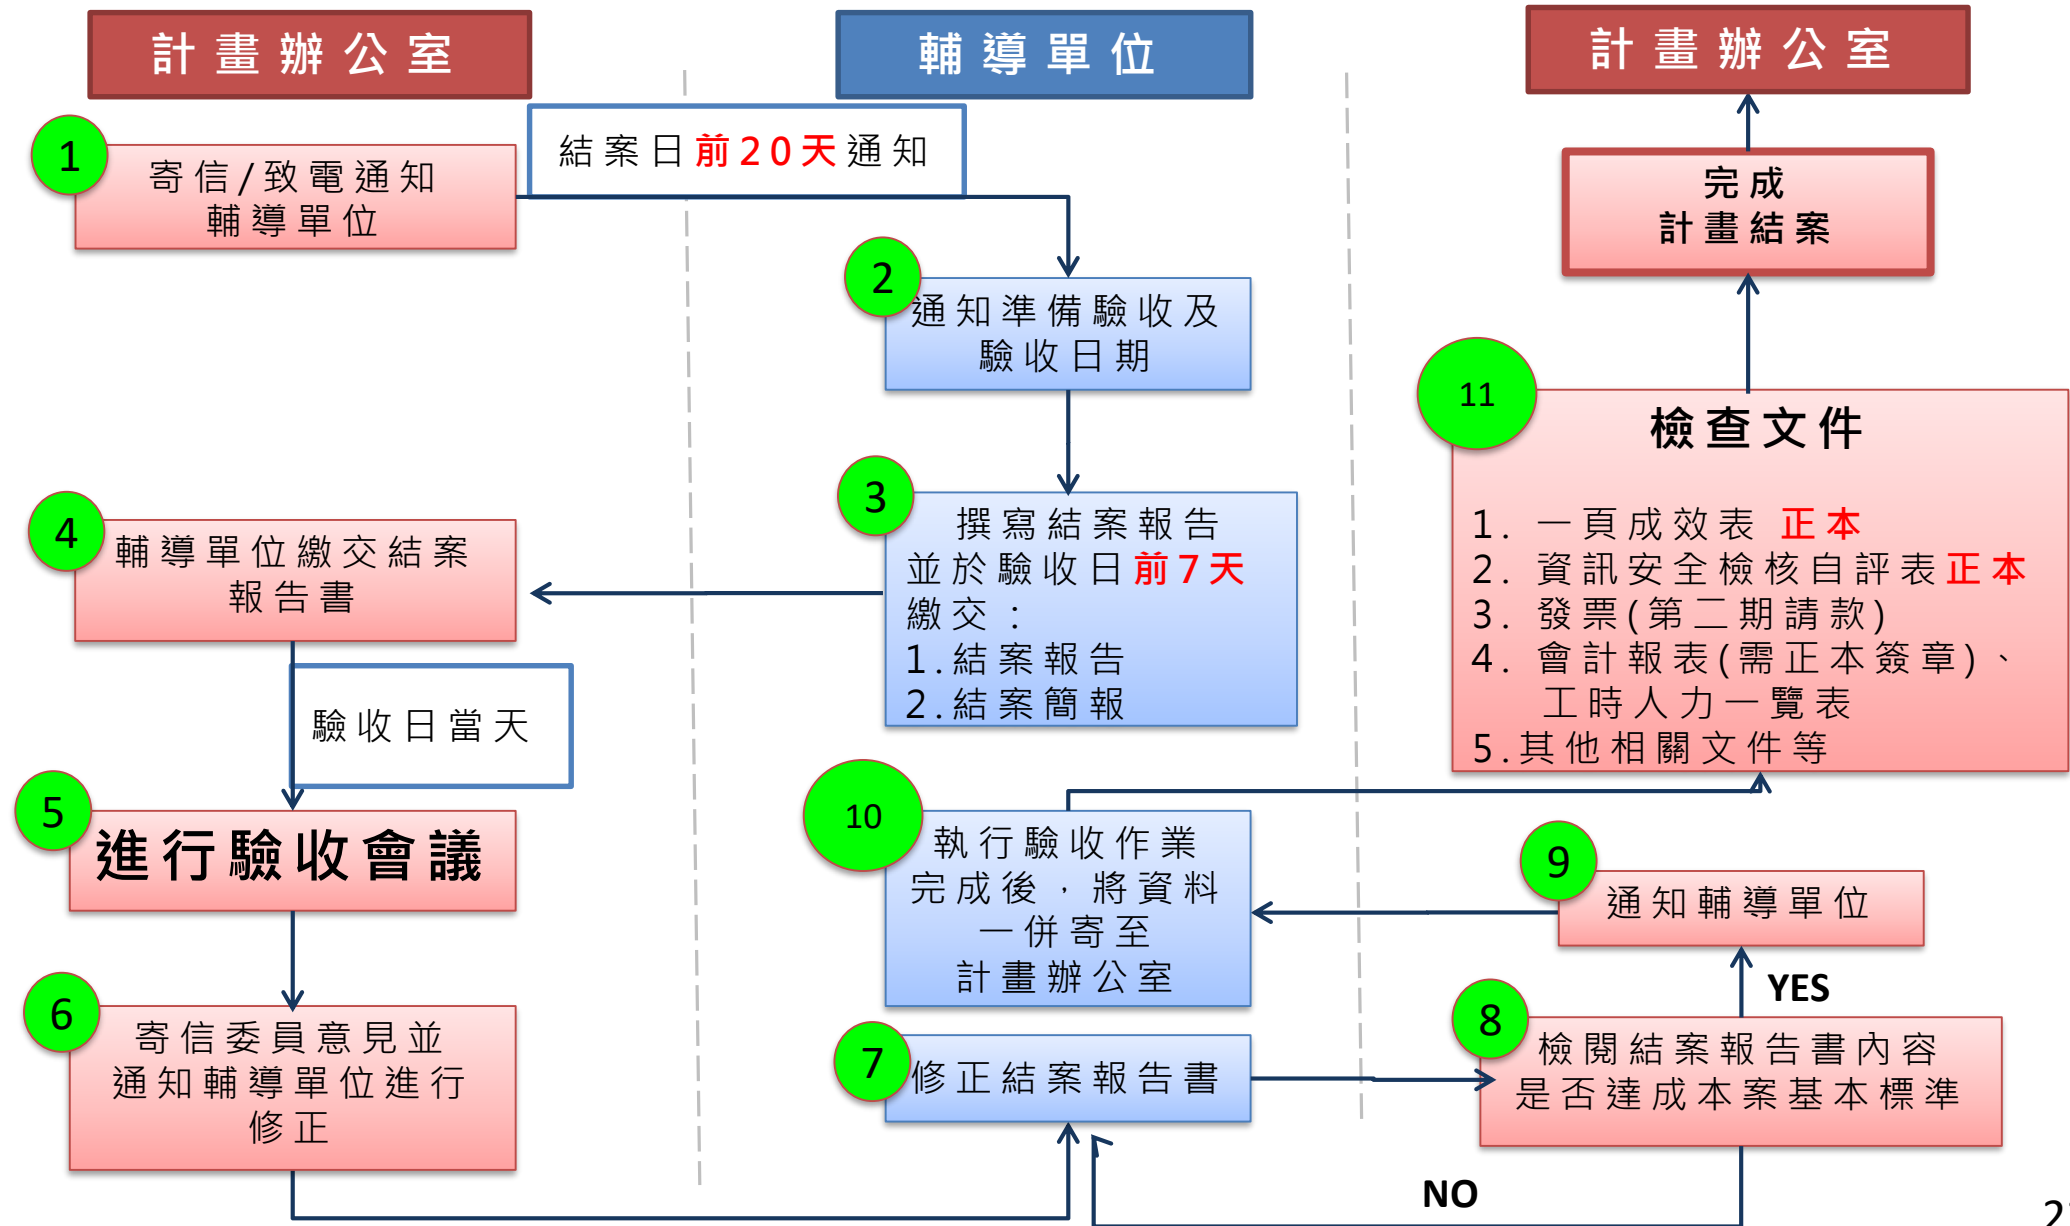 計畫辦公室
輔導單位
計畫辦公室
1
寄信/致電通知
輔導單位
結案日前20天通知
2
通知準備驗收及
驗收日期
3
撰寫結案報告
並於驗收日前7天
繳交：
1.結案報告
2.結案簡報
4
輔導單位繳交結案
報告書
驗收日當天
5
進行驗收會議
6
寄信委員意見並
通知輔導單位進行
修正
7
修正結案報告書
8
檢閱結案報告書內容
是否達成本案基本標準
YES
NO
9
通知輔導單位
10
執行驗收作業
完成後，將資料
一併寄至
計畫辦公室
11
檢查文件
1. 一頁成效表 正本
2. 資訊安全檢核自評表正本
3. 發票(第二期請款)
4. 會計報表(需正本簽章)、
工時人力一覽表
5.其他相關文件等
完成
計畫結案